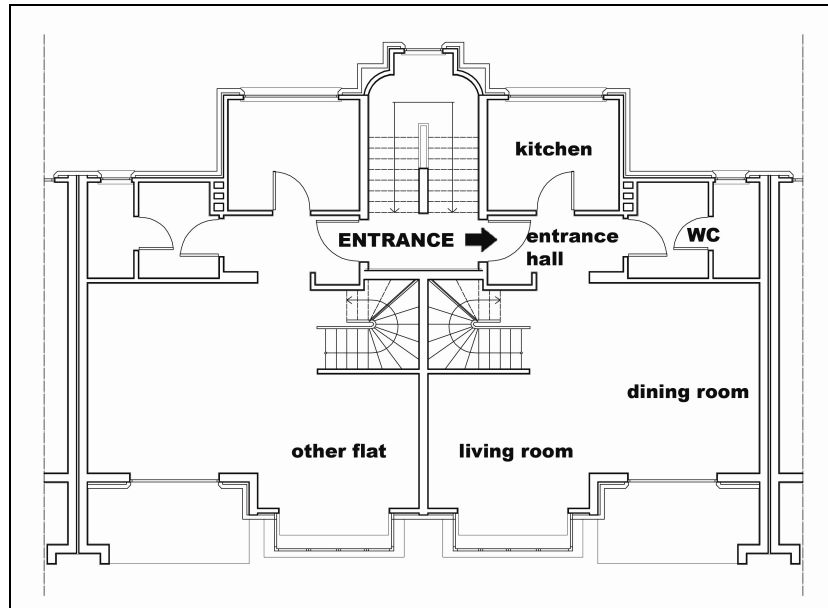 kitchen
ENTRANCE
entrance
hall
WC
dining room
other flat
living room